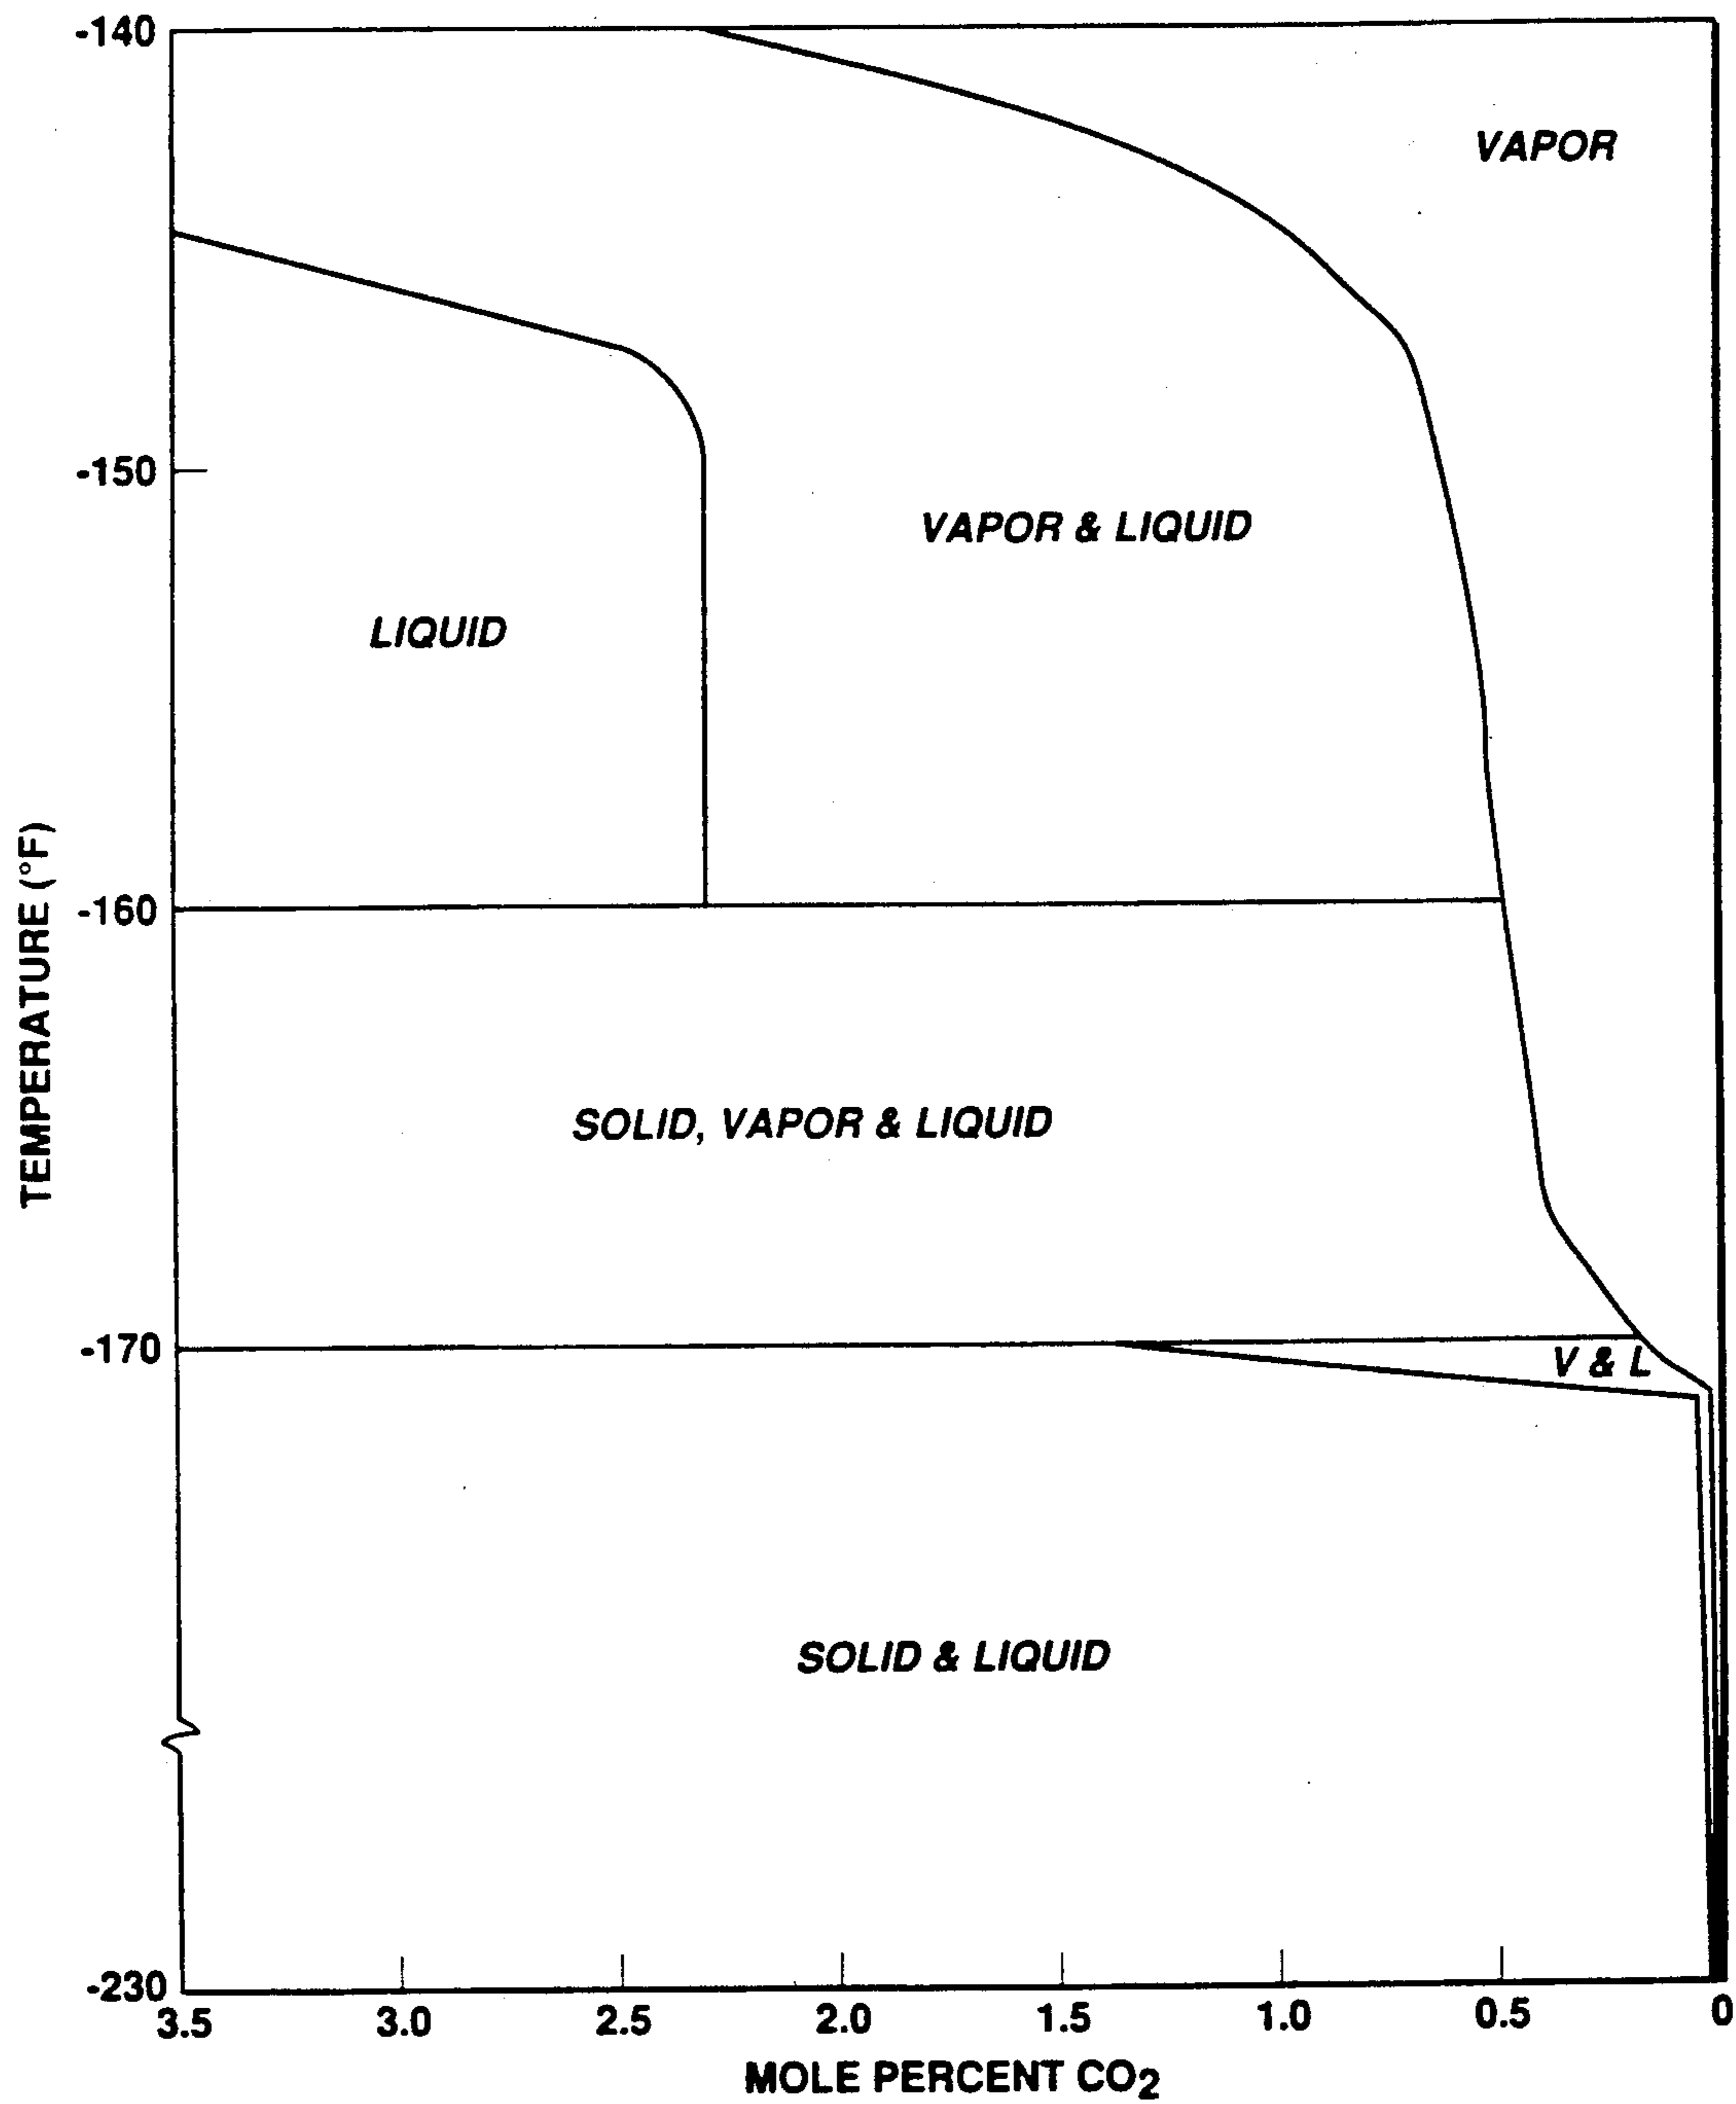 -140
VAPOR
-150
VAPOR & LIQUID
LIQUID
TEMPERATURE (°F)
-160
SOLID, VAPOR & LIQUID
-170
V & L
SOLID & LIQUID
-230
3.5 3.0 2.5 2.0 1.5 1.0 0.5 0
MOLE PERCENT CO₂